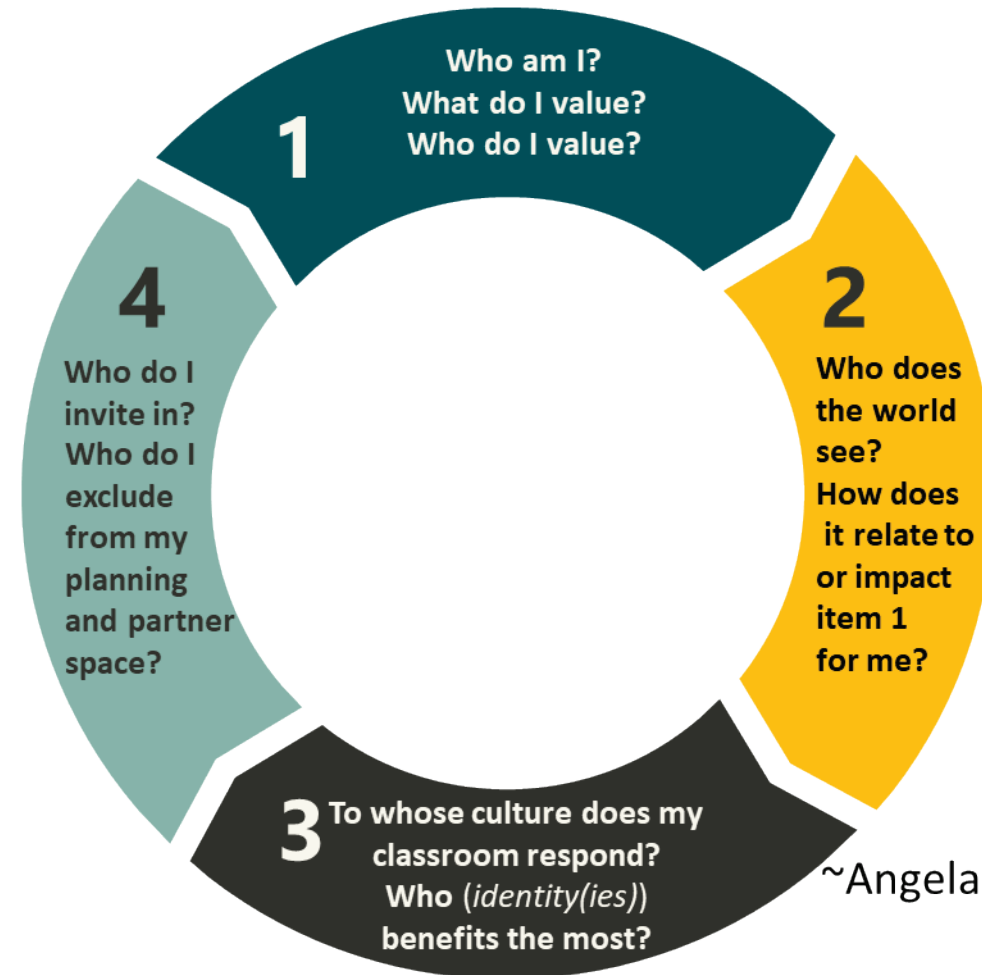 1
Who am I?
What do I value?
Who do I value?
2
Who does
the world
see?
How does
it relate to
or impact
item 1
for me?
3
To whose culture does my
classroom respond?
Who (identity(ies))
benefits the most?
~Angela
4
Who do I
invite in?
Who do I
exclude
from my
planning
and partner
space?